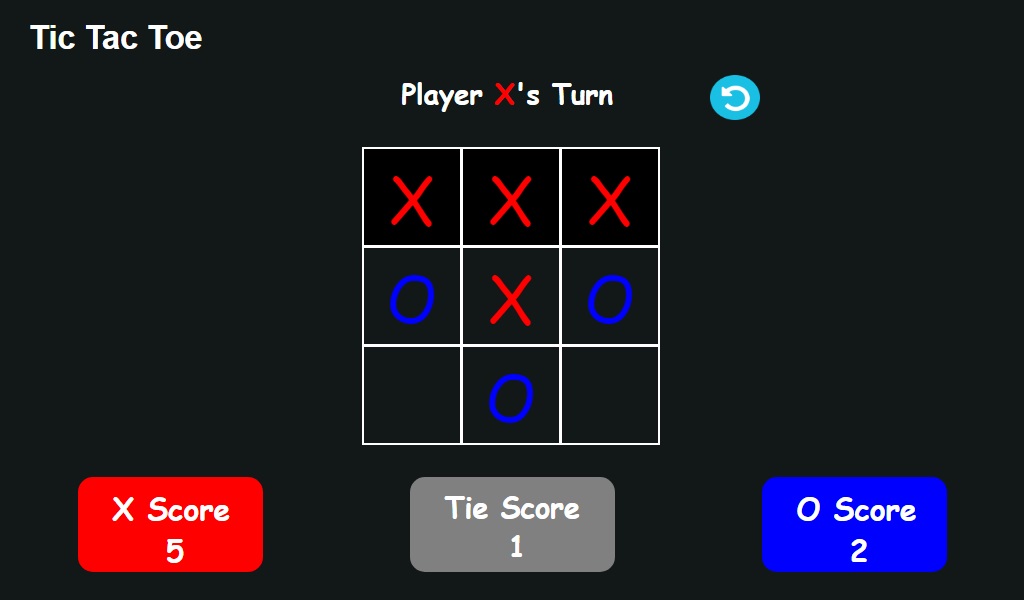 Tic Tac Toe
Player X's Turn
X X X
O X O
O
X Score
5
Tie Score
1
O Score
2